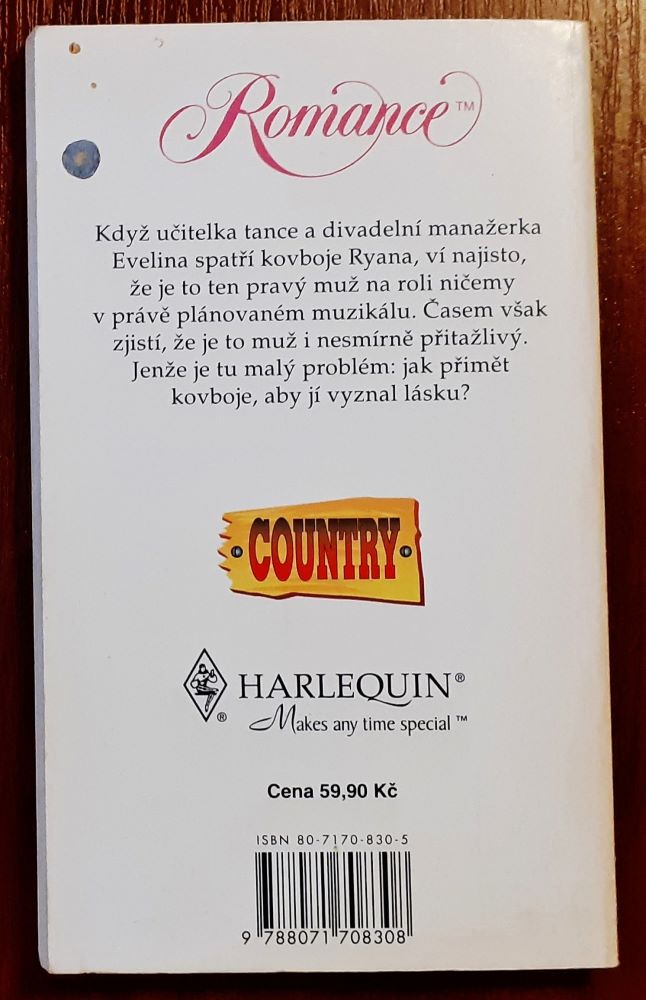 Romance™
Když učitelka tance a divadelní manažerka
Evelina spatří kovboje Ryana, ví najisto,
že je to ten pravý muž na roli ničemy
v právě plánovaném muzikálu. Časem však
zjistí, že je to muž i nesmírně přitažlivý.
Jenže je tu malý problém: jak přimět
kovboje, aby jí vyznal lásku?
COUNTRY
HARLEQUIN®
® Makes any time special™
Cena 59,90 Kč
ISBN 80-7170-830-5
9 788071 708308